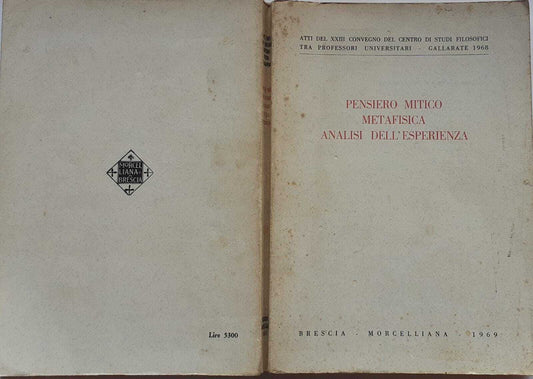 MORCEL
LIANA
BRESCIA
Lire 5300
ATTI DEL XXIII CONVEGNO DEL CENTRO DI STUDI FILOSOFICI
TRA PROFESSORI UNIVERSITARI - GALLARATE 1968
PENSIERO MITICO
METAFISICA
ANALISI DELL'ESPERIENZA
BRESCIA - MORCELLIANA - 1969